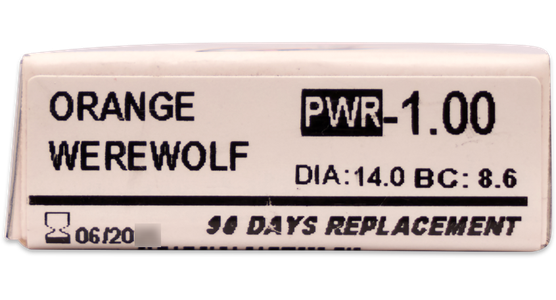 ORANGE
WEREWOLF
PWR-1.00
DIA:14.0 BC: 8.6
06/20
90 DAYS REPLACEMENT